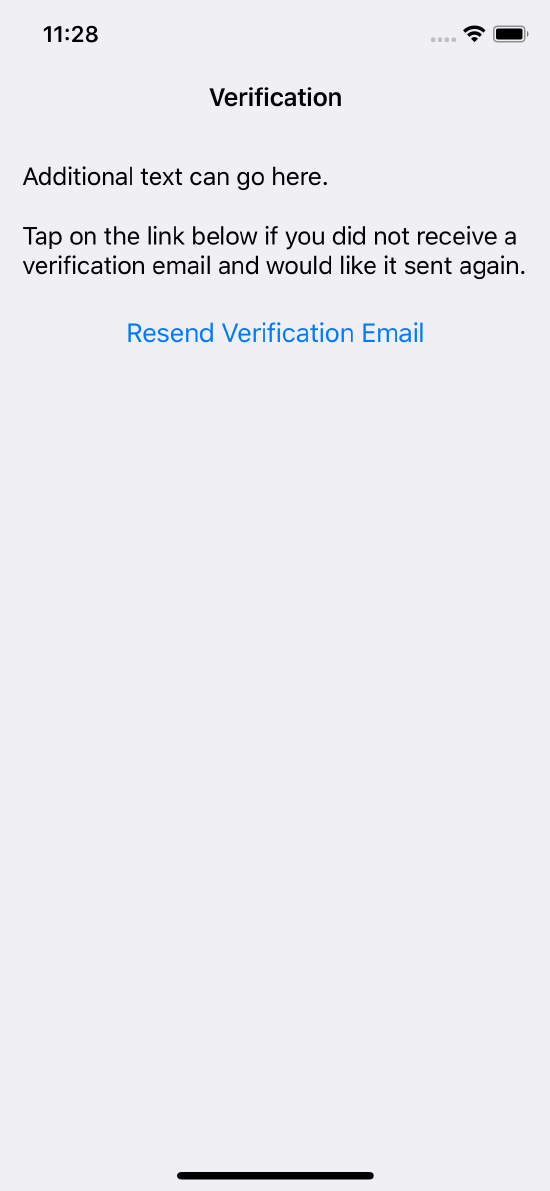 11:28
Verification
Additional text can go here.
Tap on the link below if you did not receive a
verification email and would like it sent again.
Resend Verification Email